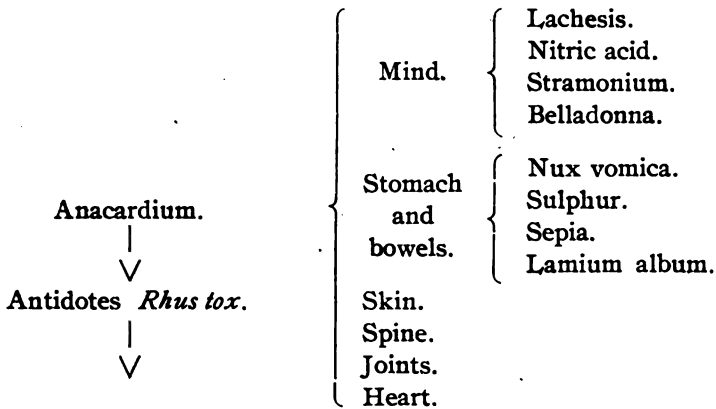 Anacardium.
Antidotes Rhus tox.
Mind.
Lachesis.
Nitric acid.
Stramonium.
Belladonna.
Stomach
and
bowels.
Nux vomica.
Sulphur.
Sepia.
Lamium album.
Skin.
Spine.
Joints.
Heart.